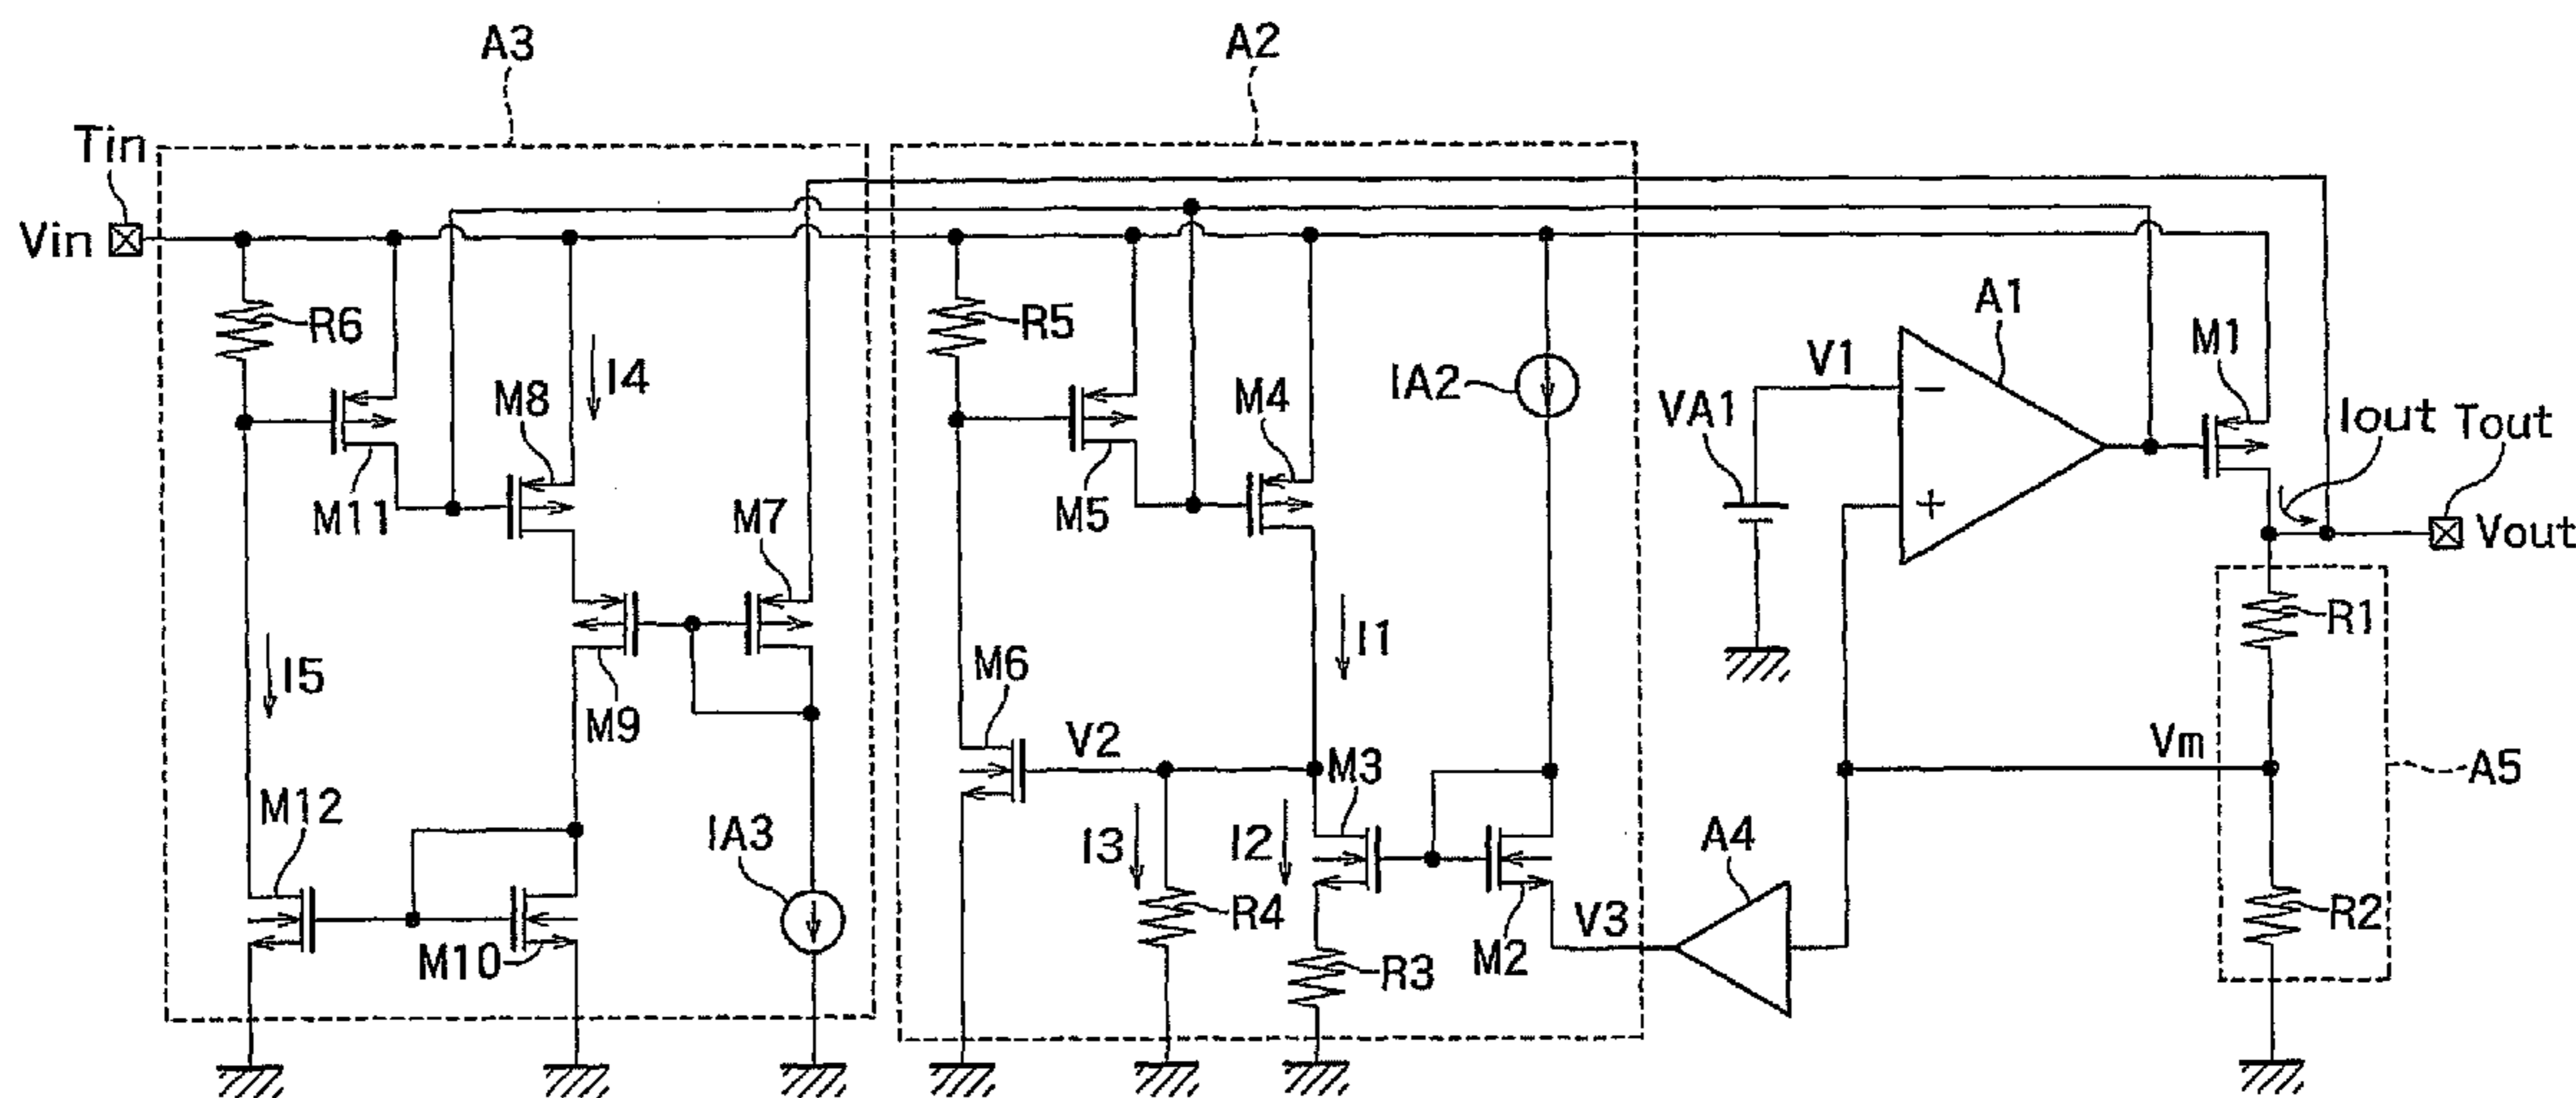 A3
A2
Tin
Vin
R6
I4
M8
M11
M7
I5
M9
M12
M10
IA3
R5
M4
M5
IA2
I1
M6
V2
M3
I3
I2
R4
R3
M2
V3
A4
VA1
V1
A1
−
+
M1
Iout
Tout
Vout
R1
Vm
A5
R2